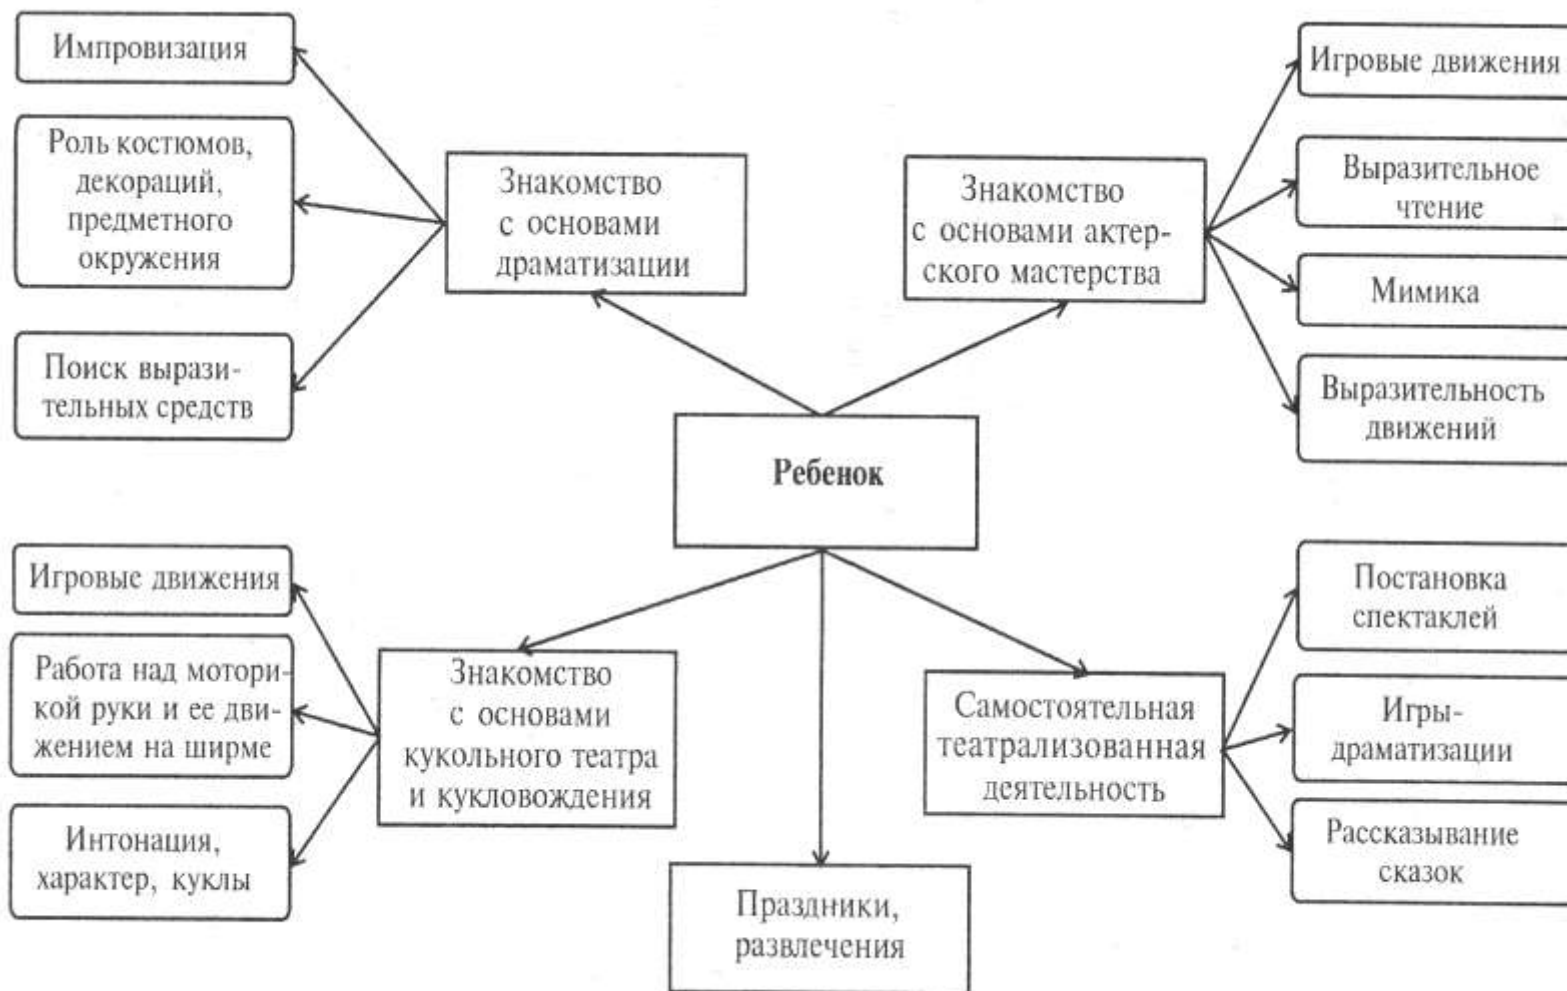 Импровизация
Роль костюмов,
декораций,
предметного
окружения
Поиск вырази-
тельных средств
Знакомство
с основами
драматизации
Знакомство
с основами актер-
ского мастерства
Игровые движения
Выразительное
чтение
Мимика
Выразительность
движений
Ребенок
Игровые движения
Работа над мотори-
кой руки и ее дви-
жением на ширме
Интонация,
характер, куклы
Знакомство
с основами
кукольного театра
и кукловождения
Праздники,
развлечения
Самостоятельная
театрализованная
деятельность
Постановка
спектаклей
Игры-
драматизации
Рассказывание
сказок